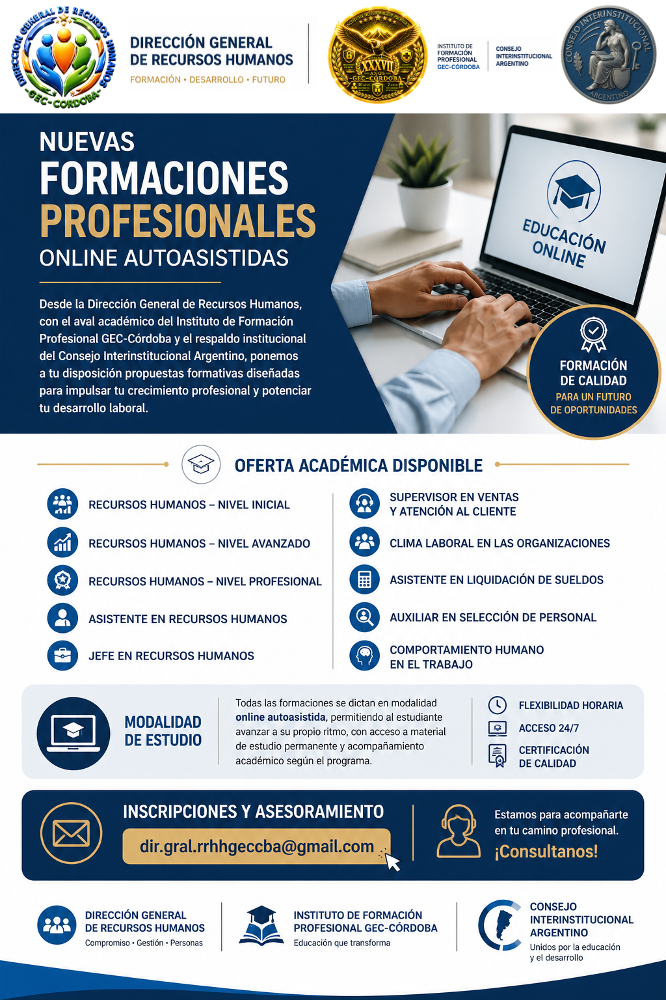 DIRECCIÓN GENERAL DE RECURSOS HUMANOS
-GEC-CÓRDOBA-
DIRECCIÓN GENERAL
DE RECURSOS HUMANOS
FORMACIÓN • DESARROLLO • FUTURO
XXXVII
AÑOS
-GEC-CÓRDOBA-
INSTITUTO DE
FORMACIÓN
PROFESIONAL
GEC-CÓRDOBA
CONSEJO
INTERINSTITUCIONAL
ARGENTINO
CONSEJO INTERINSTITUCIONAL
ARGENTINO
NUEVAS
FORMACIONES
PROFESIONALES
ONLINE AUTOASISTIDAS
Desde la Dirección General de Recursos Humanos,
con el aval académico del Instituto de Formación
Profesional GEC-Córdoba y el respaldo institucional
del Consejo Interinstitucional Argentino, ponemos
a tu disposición propuestas formativas diseñadas
para impulsar tu crecimiento profesional y potenciar
tu desarrollo laboral.
EDUCACIÓN
ONLINE
FORMACIÓN
DE CALIDAD
PARA UN FUTURO
DE OPORTUNIDADES
OFERTA ACADÉMICA DISPONIBLE
RECURSOS HUMANOS – NIVEL INICIAL
RECURSOS HUMANOS – NIVEL AVANZADO
RECURSOS HUMANOS – NIVEL PROFESIONAL
ASISTENTE EN RECURSOS HUMANOS
JEFE EN RECURSOS HUMANOS
SUPERVISOR EN VENTAS
Y ATENCIÓN AL CLIENTE
CLIMA LABORAL EN LAS ORGANIZACIONES
ASISTENTE EN LIQUIDACIÓN DE SUELDOS
AUXILIAR EN SELECCIÓN DE PERSONAL
COMPORTAMIENTO HUMANO
EN EL TRABAJO
MODALIDAD
DE ESTUDIO
Todas las formaciones se dictan en modalidad
online autoasistida, permitiendo al estudiante
avanzar a su propio ritmo, con acceso a material
de estudio permanente y acompañamiento
académico según el programa.
FLEXIBILIDAD HORARIA
ACCESO 24/7
CERTIFICACIÓN
DE CALIDAD
INSCRIPCIONES Y ASESORAMIENTO
dir.gral.rrhhgeccba@gmail.com
Estamos para acompañarte
en tu camino profesional.
¡Consultanos!
DIRECCIÓN GENERAL
DE RECURSOS HUMANOS
Compromiso • Gestión • Personas
INSTITUTO DE FORMACIÓN
PROFESIONAL GEC-CÓRDOBA
Educación que transforma
CONSEJO
INTERINSTITUCIONAL
ARGENTINO
Unidos por la educación
y el desarrollo